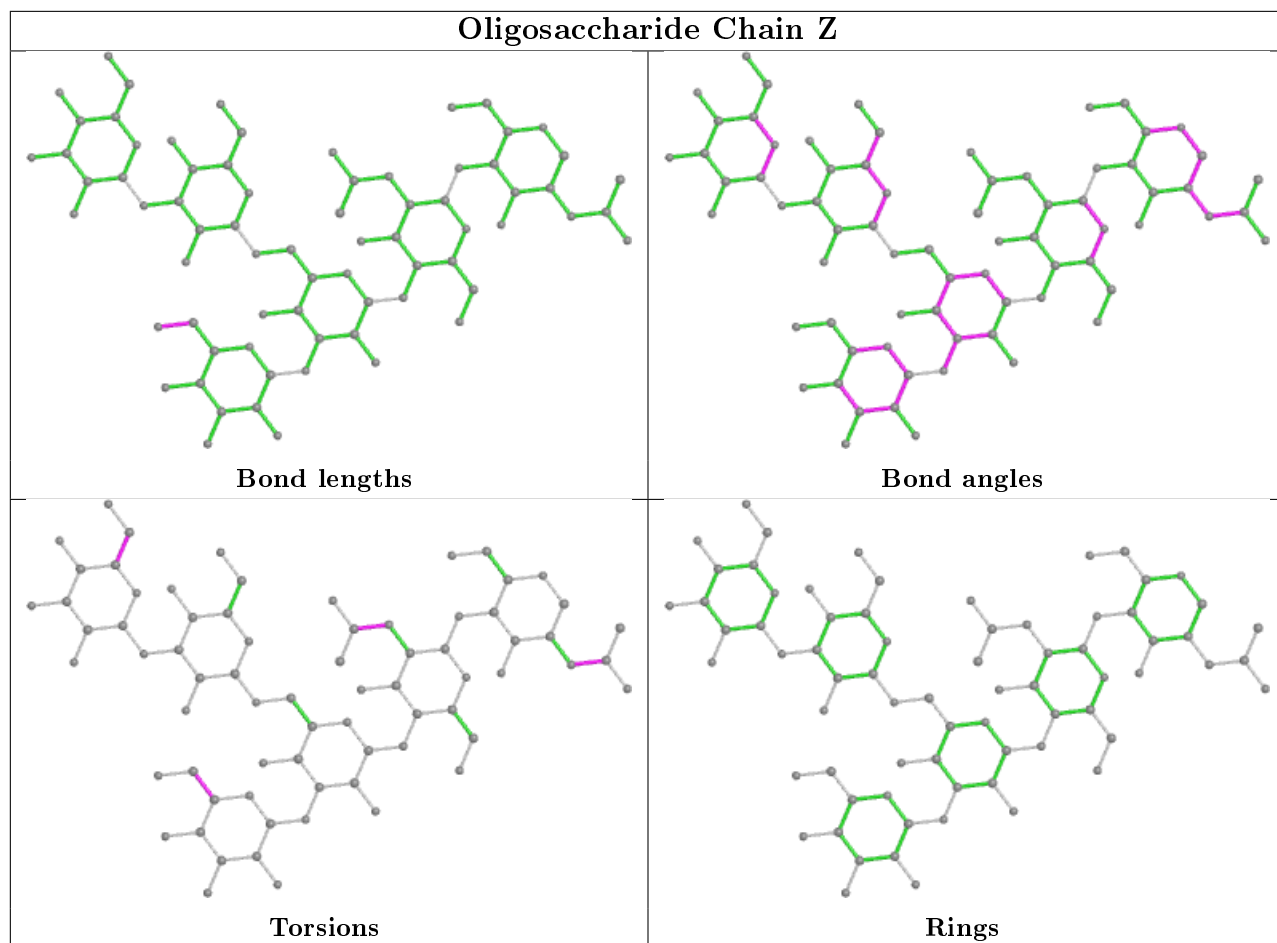 Oligosaccharide Chain Z
Bond lengths
Bond angles
Torsions
Rings